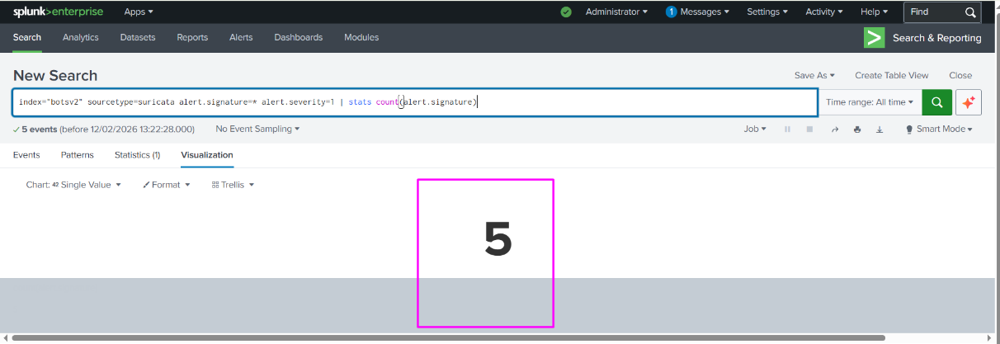 splunk>enterprise Apps Administrator 1 Messages Settings Activity Help Find
Search Analytics Datasets Reports Alerts Dashboards Modules > Search & Reporting
New Search Save As Create Table View Close
index="botsv2" sourcetype=suricata alert.signature=* alert.severity=1 | stats count(alert.signature) Time range: All time
5 events (before 12/02/2026 13:22:28.000) No Event Sampling Job Smart Mode
Events Patterns Statistics (1) Visualization
Chart: 42 Single Value Format Trellis
5